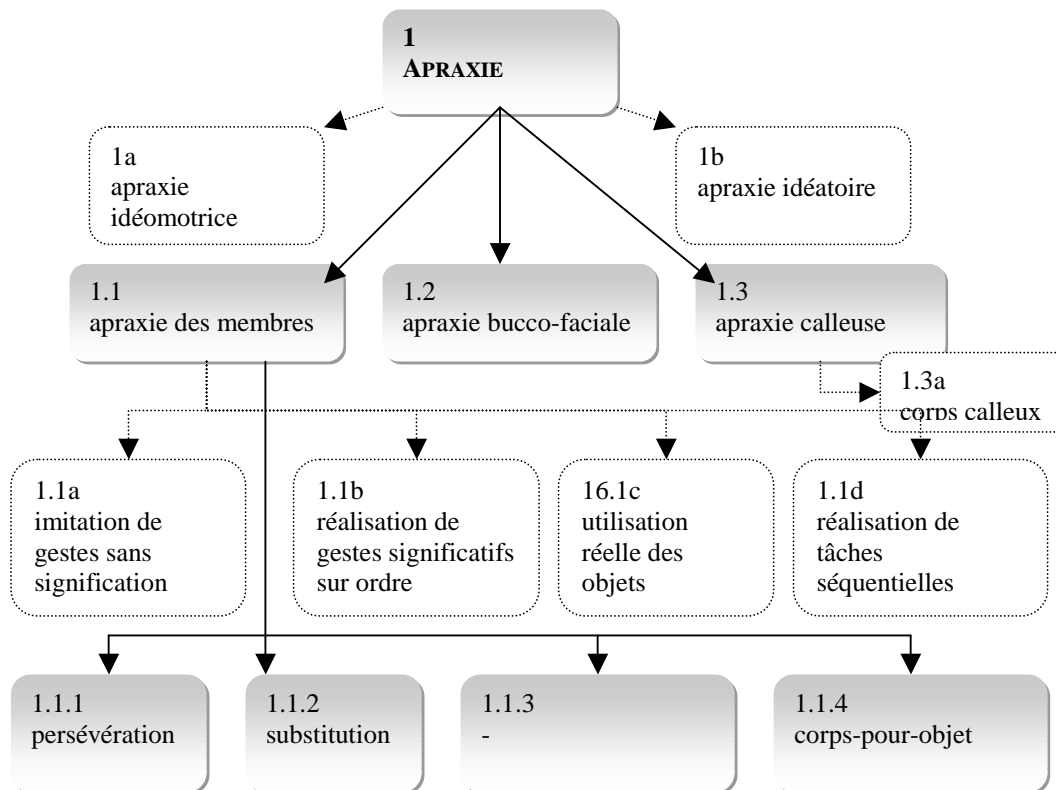 1
APRAXIE
1a
apraxie
idéomotrice
1b
apraxie idéatoire
1.1
apraxie des membres
1.2
apraxie bucco-faciale
1.3
apraxie calleuse
1.3a
corps calleux
1.1a
imitation de
gestes sans
signification
1.1b
réalisation de
gestes significatifs
sur ordre
16.1c
utilisation
réelle des
objets
1.1d
réalisation de
tâches
séquentielles
1.1.1
persévération
1.1.2
substitution
1.1.3
-
1.1.4
corps-pour-objet